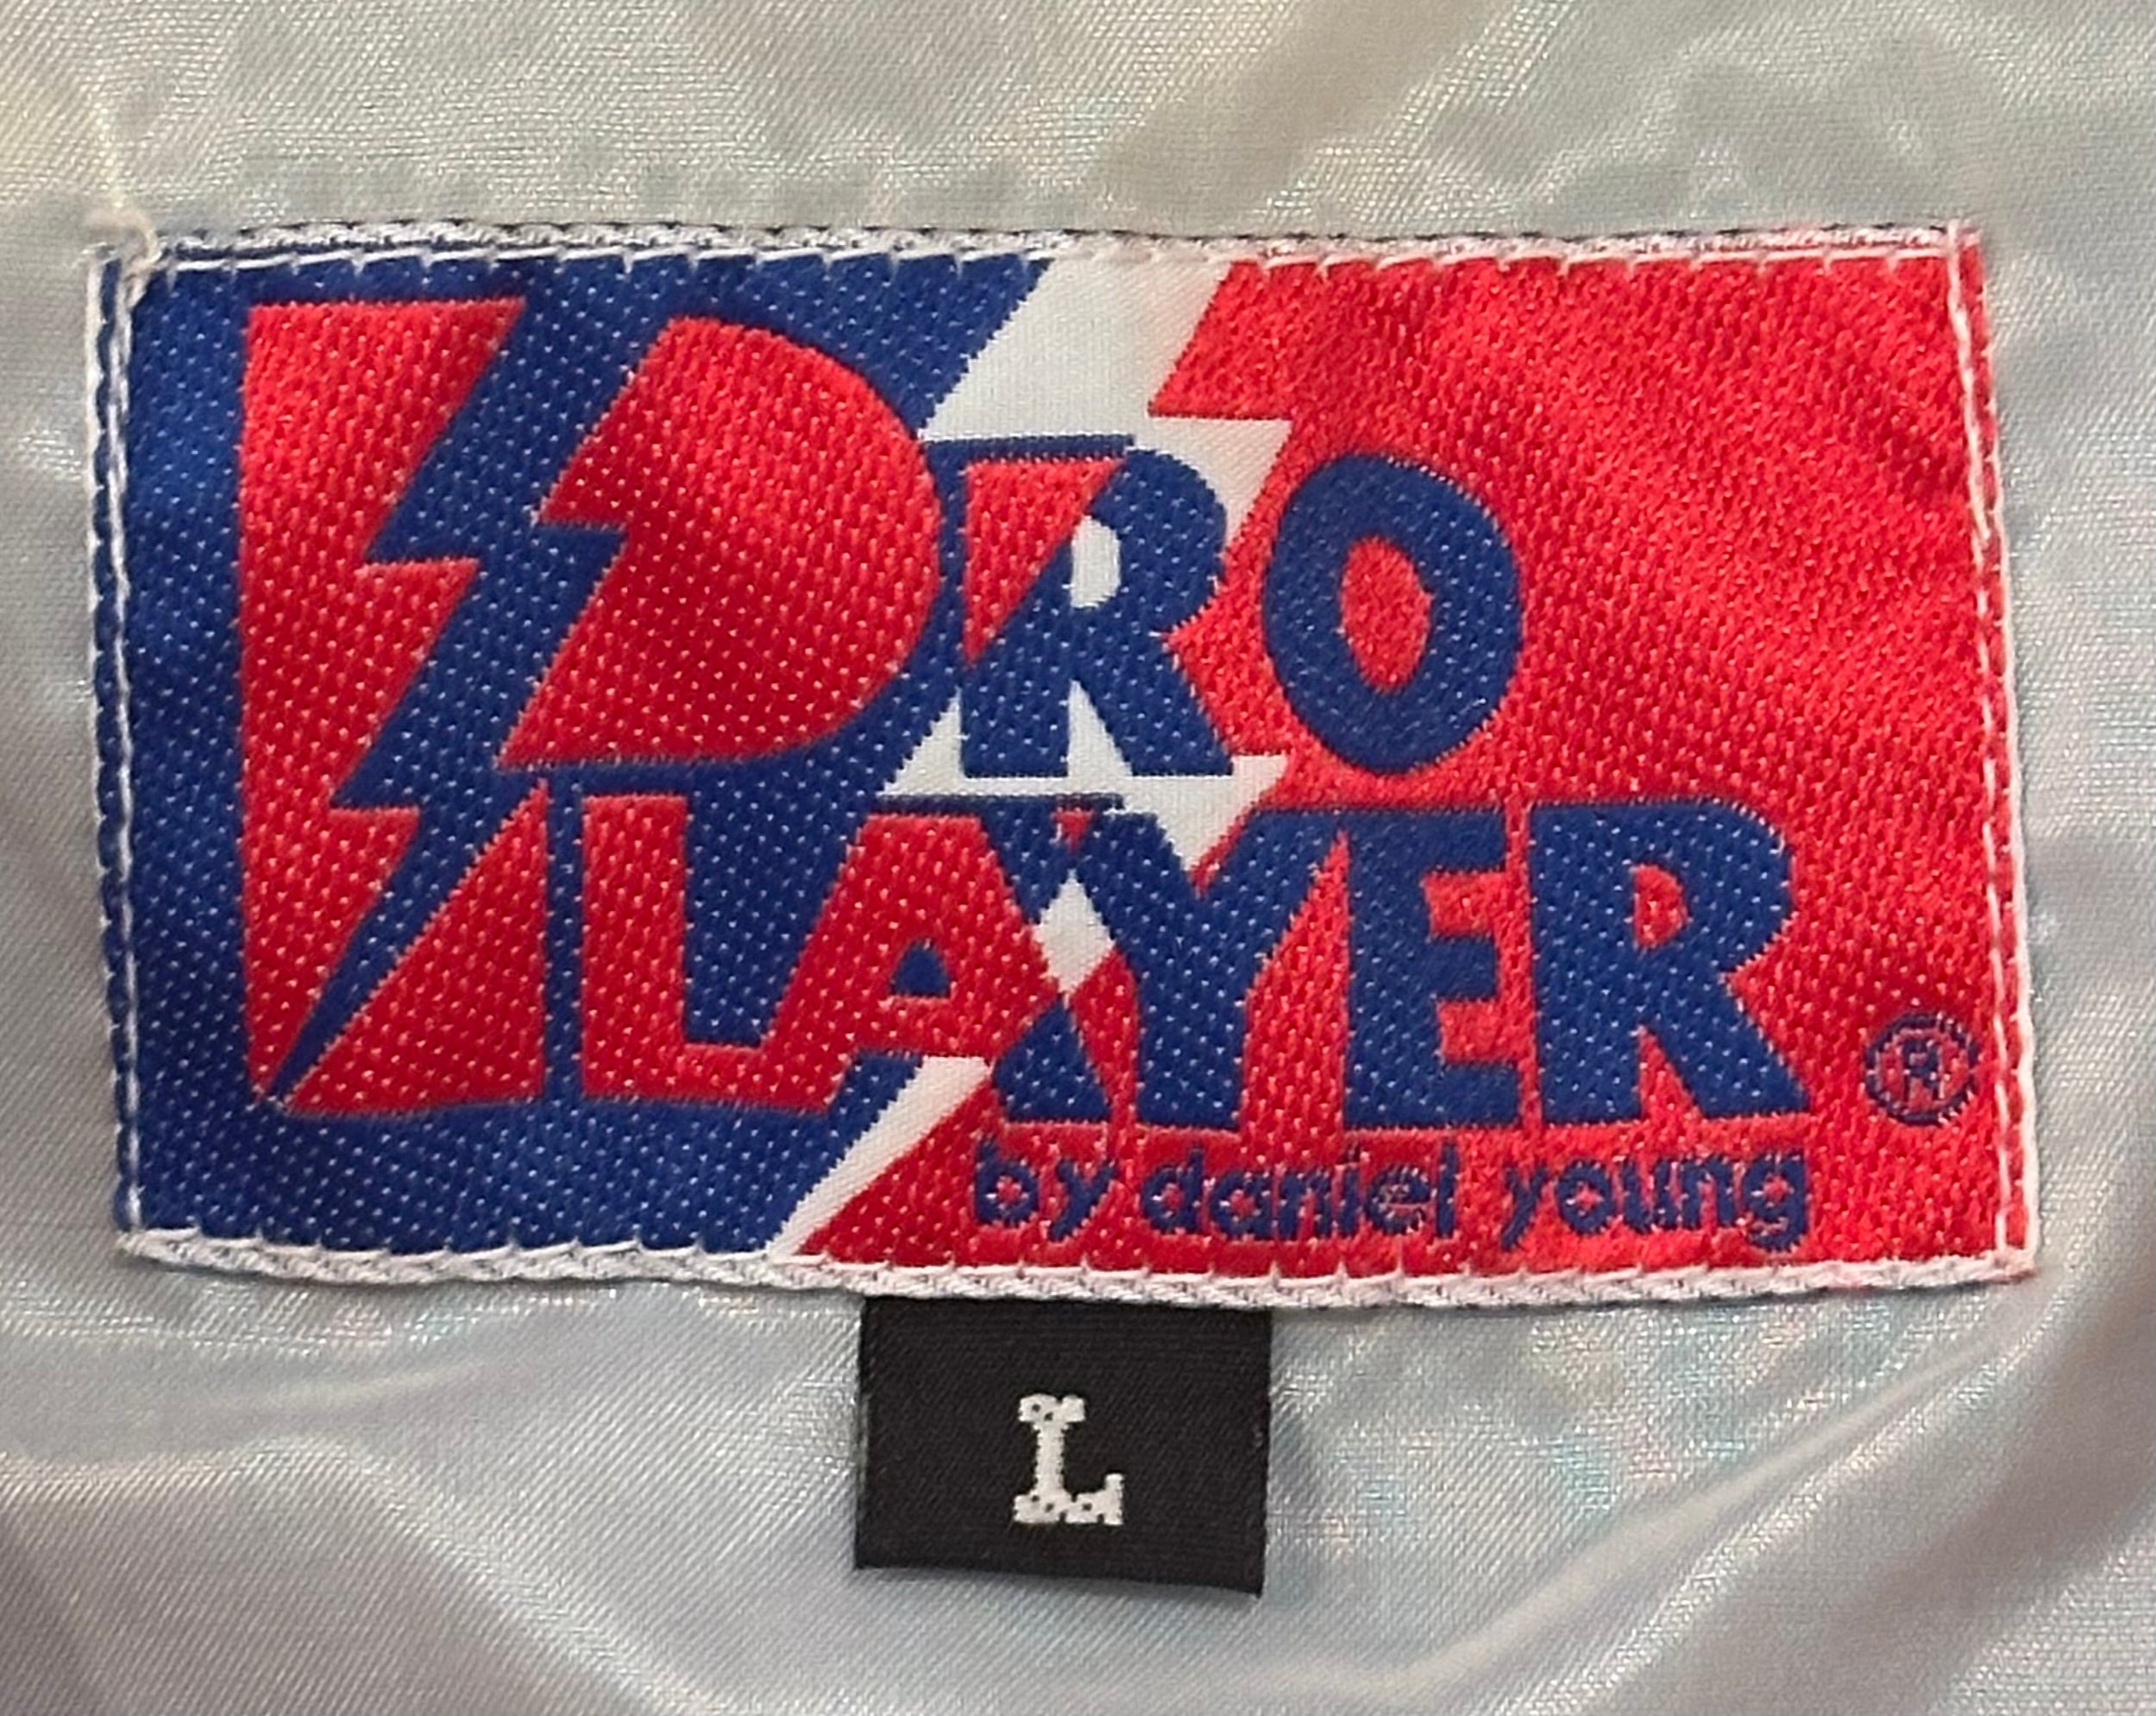 PRO
PLAYER ®
by daniel young
L